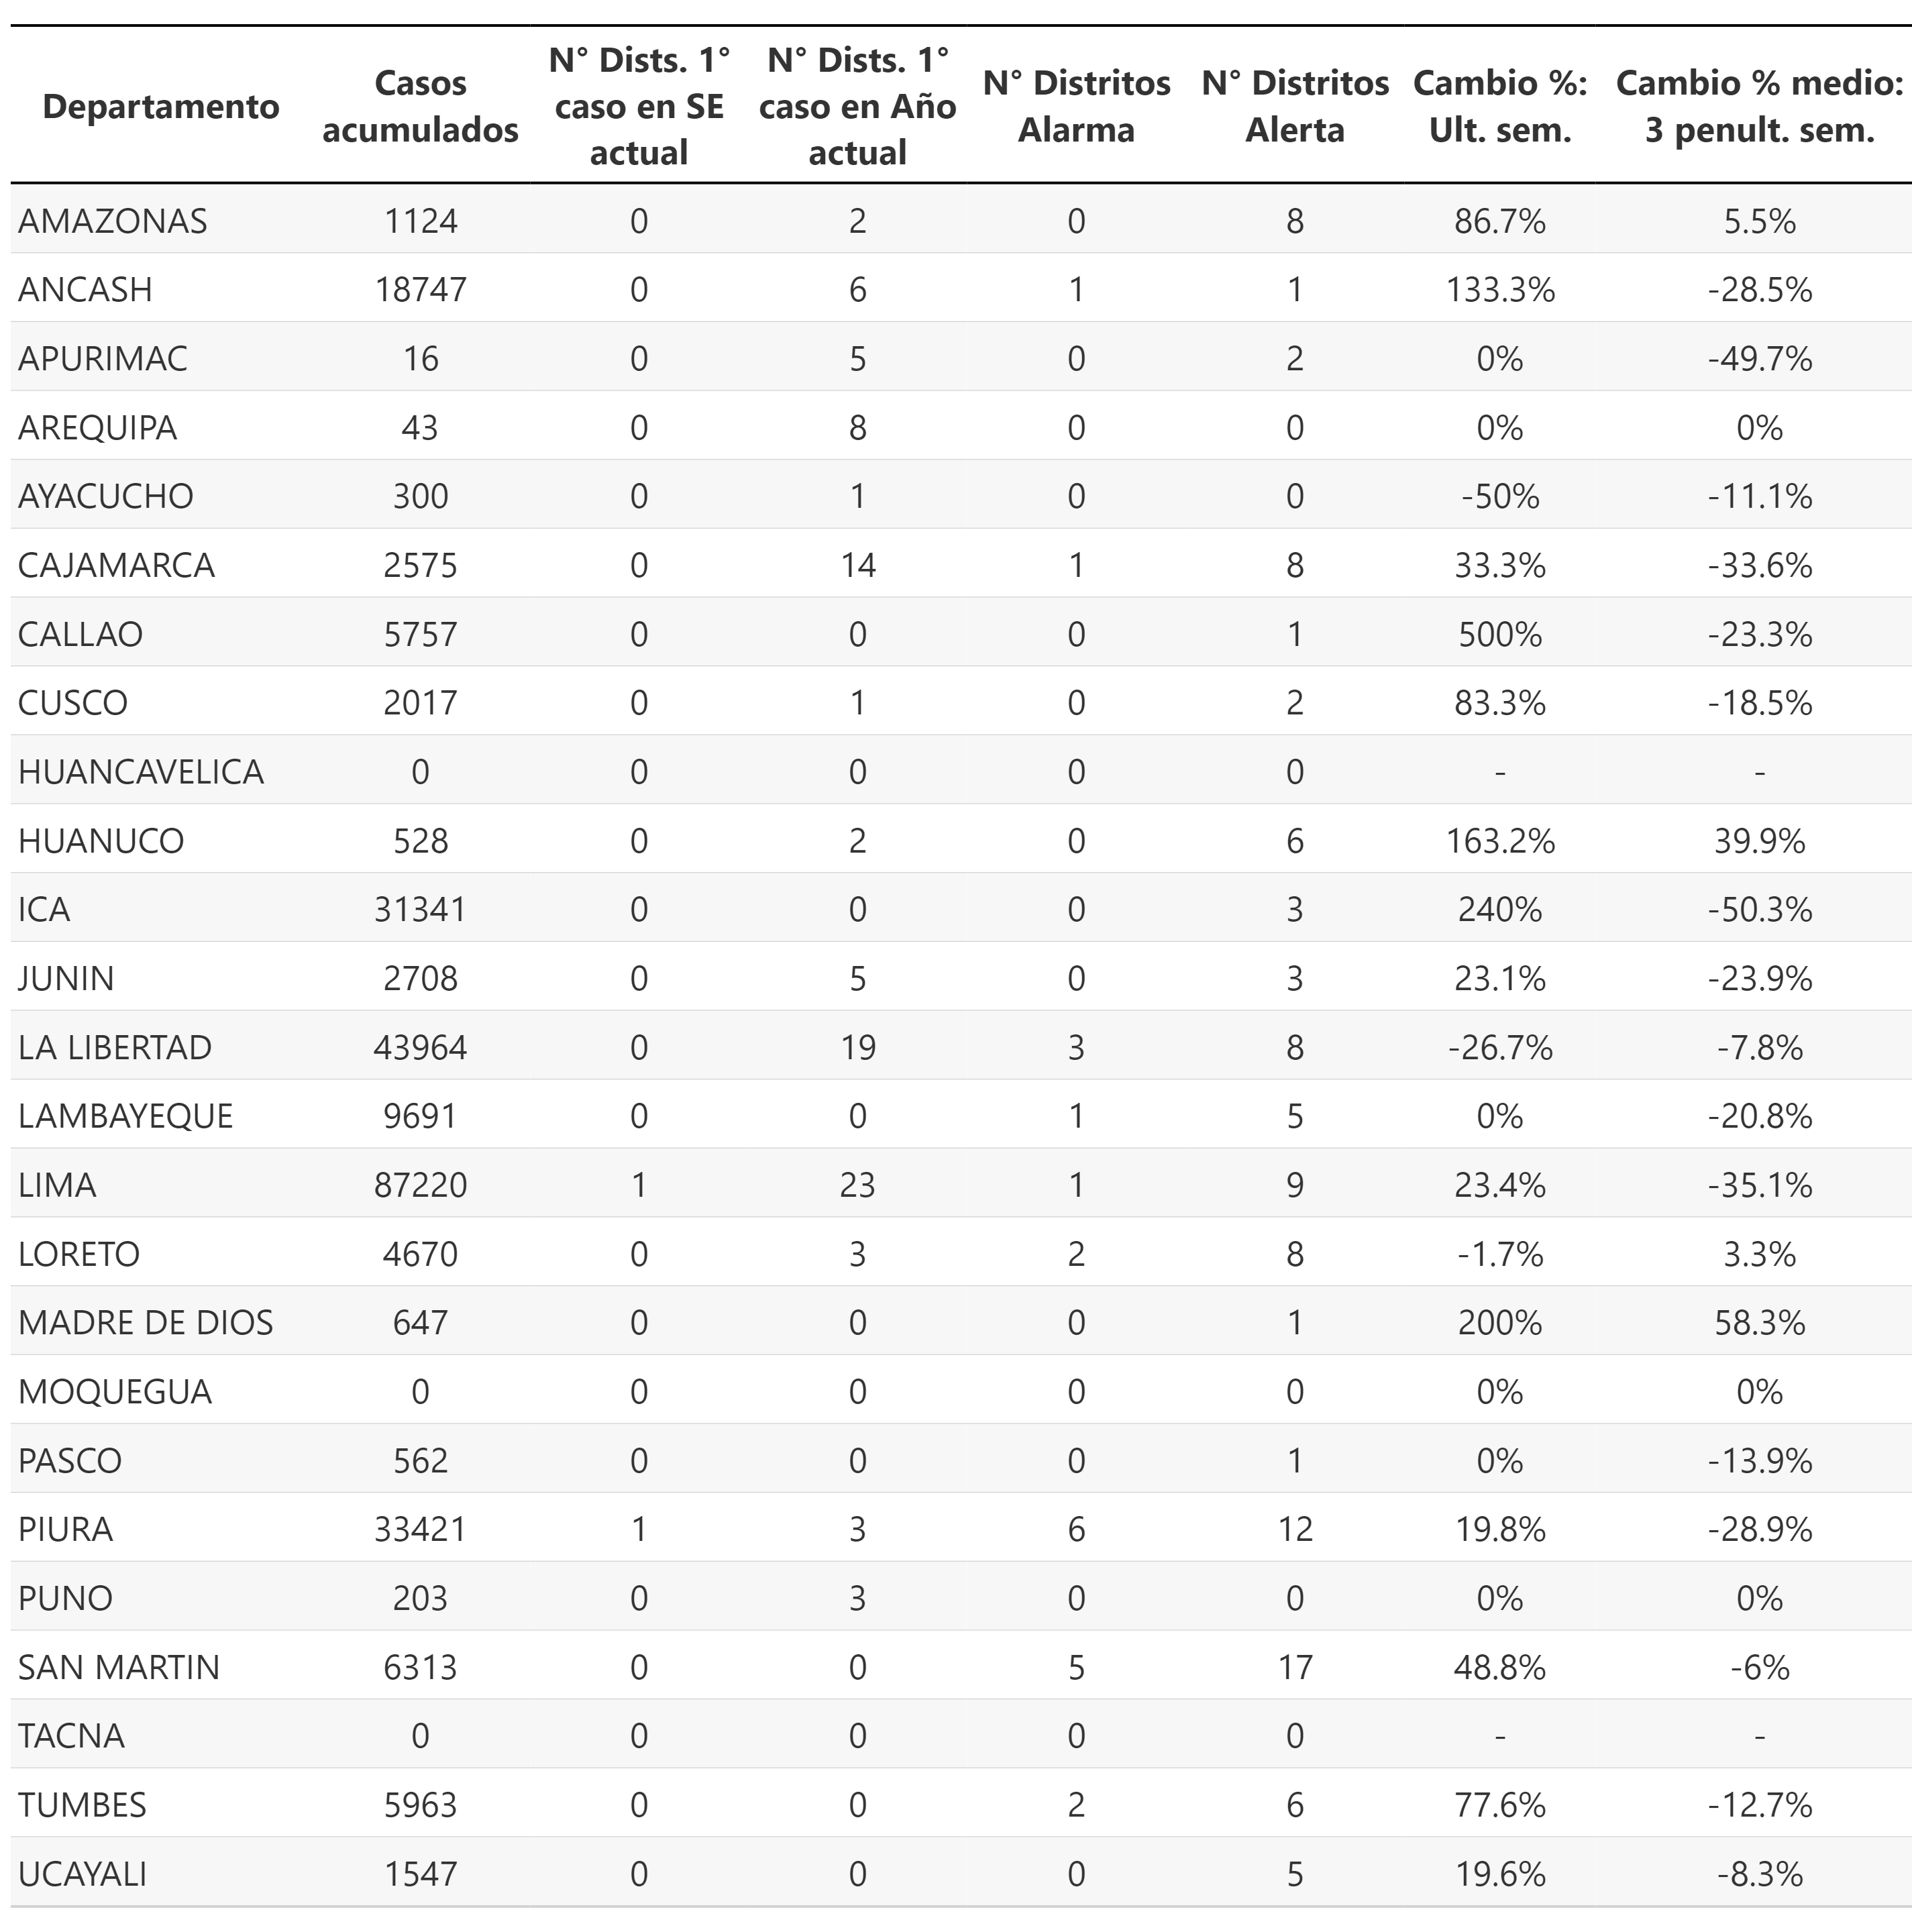 Departamento Casos acumulados N° Dists. 1° caso en SE actual N° Dists. 1° caso en Año actual N° Distritos Alarma N° Distritos Alerta Cambio %: Ult. sem. Cambio % medio: 3 penult. sem.
AMAZONAS 1124 0 2 0 8 86.7% 5.5%
ANCASH 18747 0 6 1 1 133.3% -28.5%
APURIMAC 16 0 5 0 2 0% -49.7%
AREQUIPA 43 0 8 0 0 0% 0%
AYACUCHO 300 0 1 0 0 -50% -11.1%
CAJAMARCA 2575 0 14 1 8 33.3% -33.6%
CALLAO 5757 0 0 0 1 500% -23.3%
CUSCO 2017 0 1 0 2 83.3% -18.5%
HUANCAVELICA 0 0 0 0 0 - -
HUANUCO 528 0 2 0 6 163.2% 39.9%
ICA 31341 0 0 0 3 240% -50.3%
JUNIN 2708 0 5 0 3 23.1% -23.9%
LA LIBERTAD 43964 0 19 3 8 -26.7% -7.8%
LAMBAYEQUE 9691 0 0 1 5 0% -20.8%
LIMA 87220 1 23 1 9 23.4% -35.1%
LORETO 4670 0 3 2 8 -1.7% 3.3%
MADRE DE DIOS 647 0 0 0 1 200% 58.3%
MOQUEGUA 0 0 0 0 0 0% 0%
PASCO 562 0 0 0 1 0% -13.9%
PIURA 33421 1 3 6 12 19.8% -28.9%
PUNO 203 0 3 0 0 0% 0%
SAN MARTIN 6313 0 0 5 17 48.8% -6%
TACNA 0 0 0 0 0 - -
TUMBES 5963 0 0 2 6 77.6% -12.7%
UCAYALI 1547 0 0 0 5 19.6% -8.3%